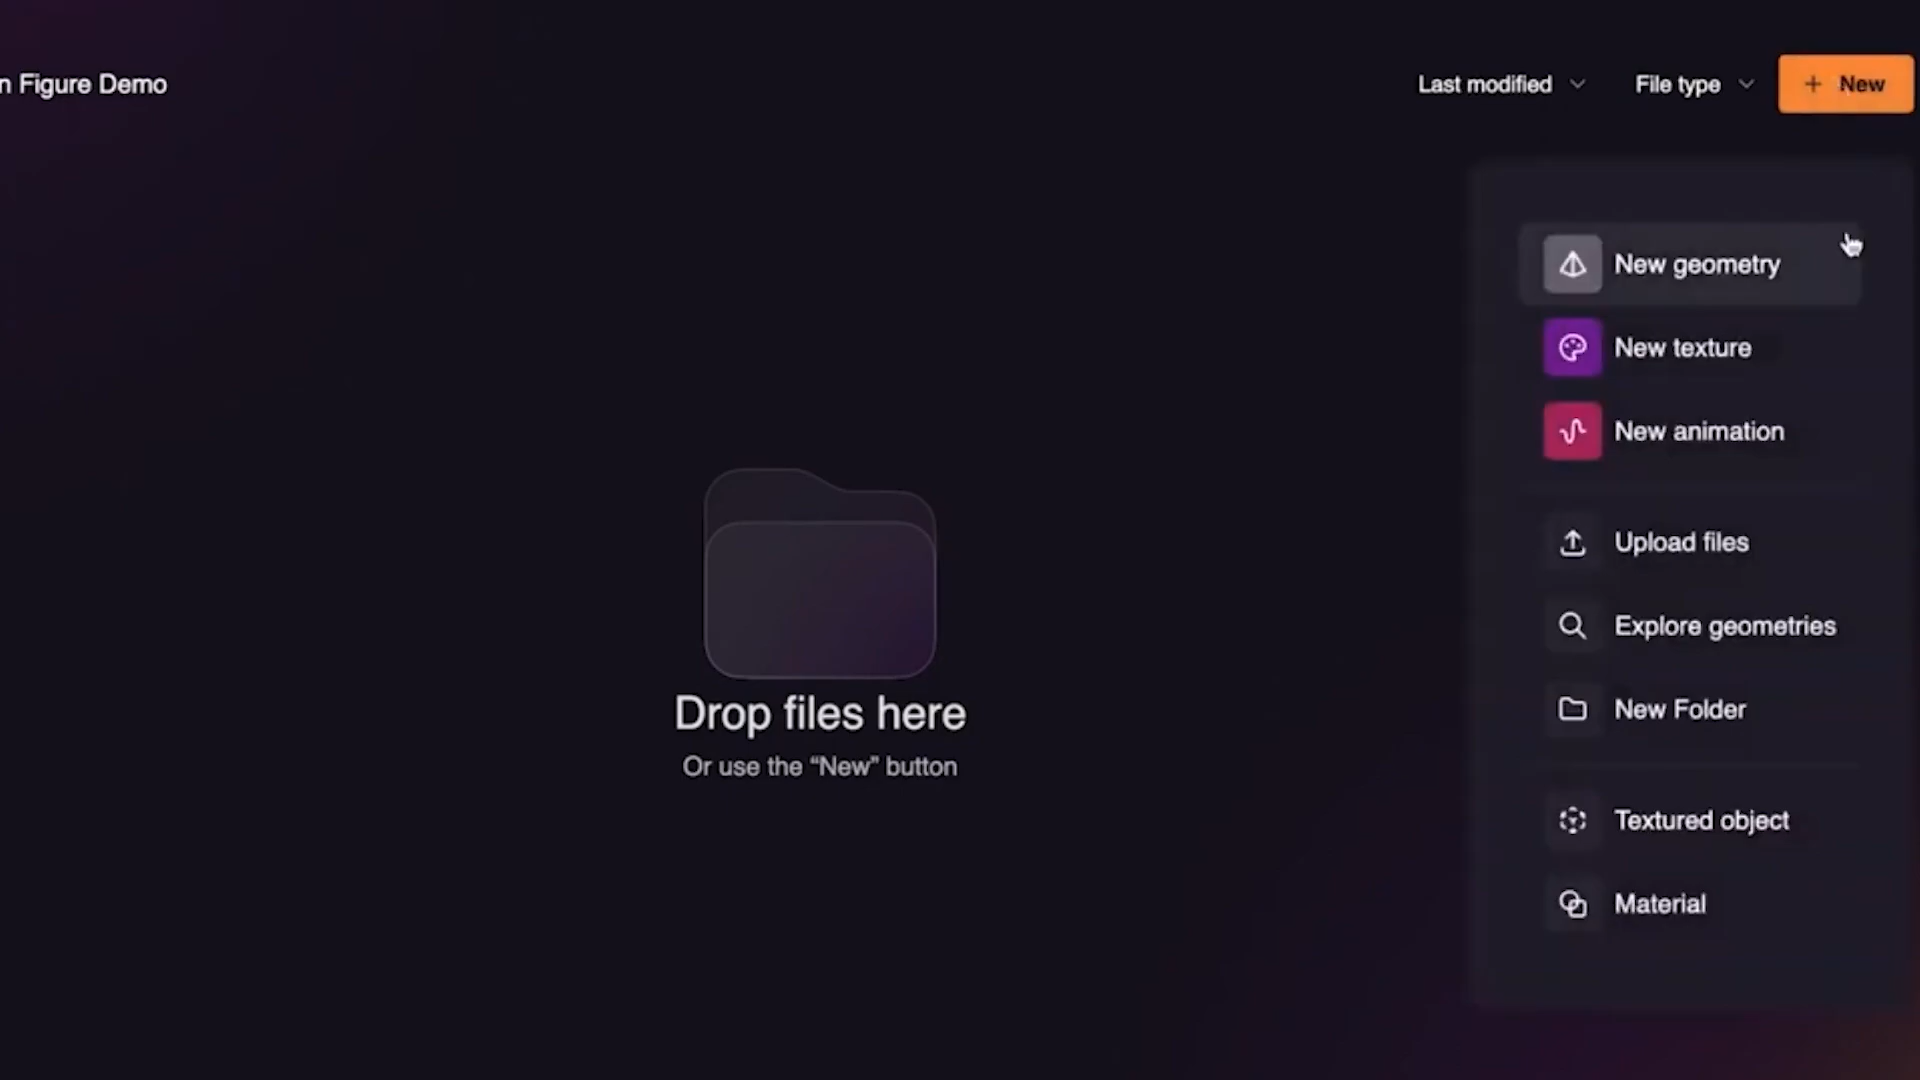 n Figure Demo
Last modified
File type
+ New
New geometry
New texture
New animation
Upload files
Explore geometries
New Folder
Textured object
Material
Drop files here
Or use the “New” button